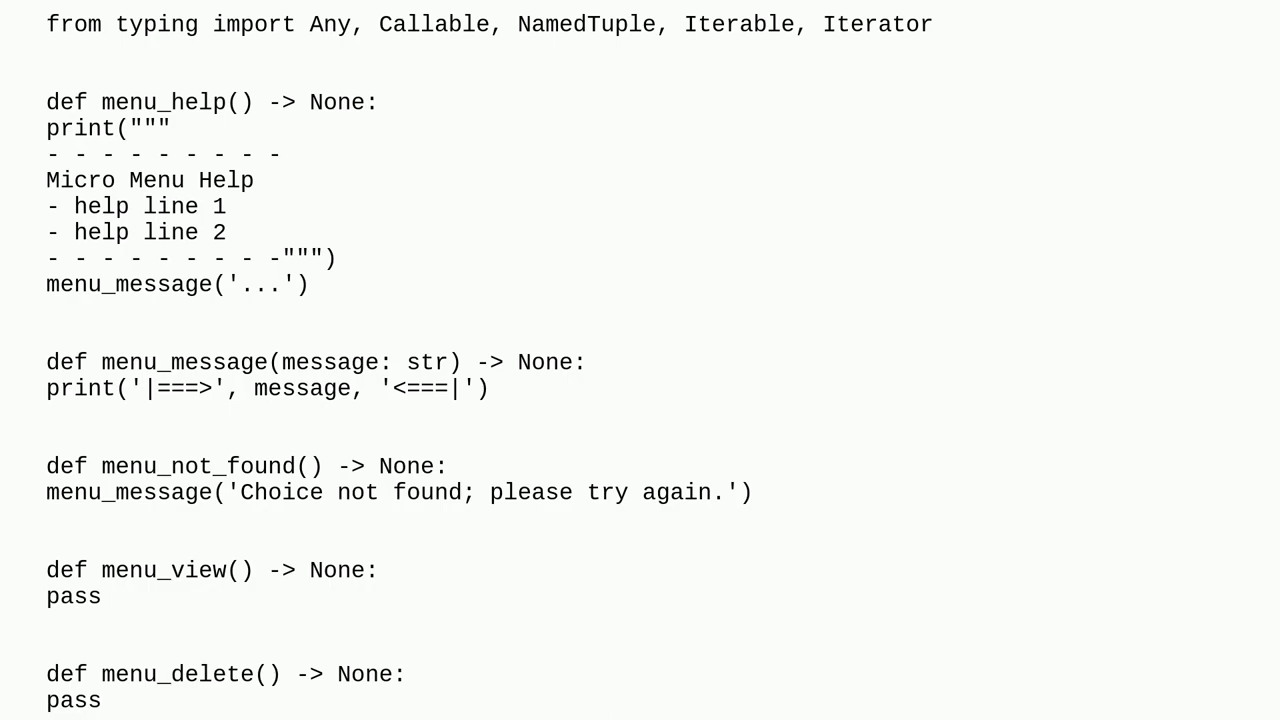 from typing import Any, Callable, NamedTuple, Iterable, Iterator
def menu_help() -> None:
print("""
- - - - - - - - -
Micro Menu Help
- help line 1
- help line 2
- - - - - - - - -""")
menu_message('...')
def menu_message(message: str) -> None:
print('|===>', message, '<===|')
def menu_not_found() -> None:
menu_message('Choice not found; please try again.')
def menu_view() -> None:
pass
def menu_delete() -> None:
pass